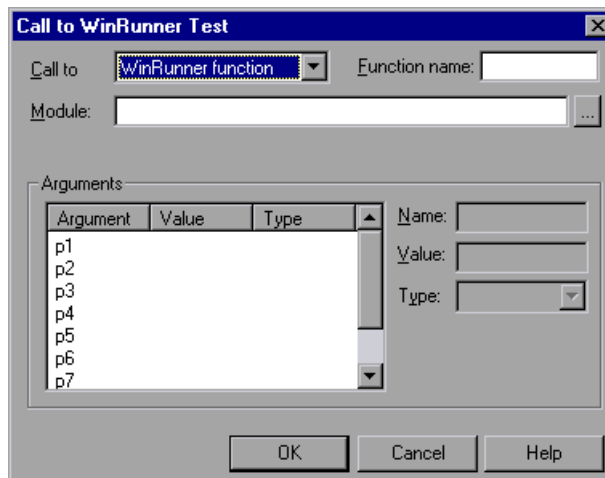 Call to WinRunner Test
Call to WinRunner function Function name:
Module: ...
Arguments
Argument Value Type Name:
p1
p2 Value:
p3
p4 Type:
p5
p6
p7
OK Cancel Help